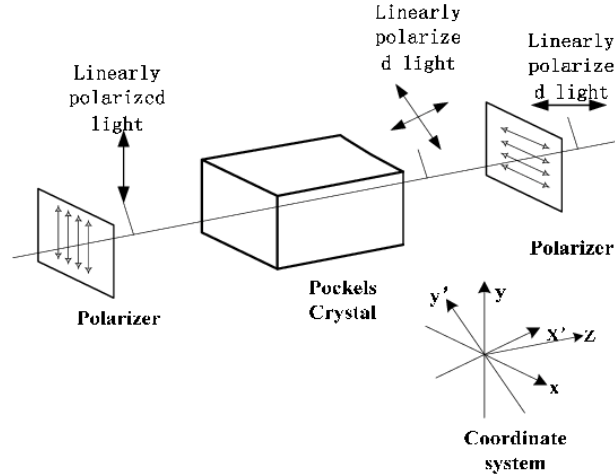 Linearly
polarized
light
Linearly
polarize
d light
Linearly
polarize
d light
Polarizer
Pockels
Crystal
Polarizer
y'
y
X'
Z
x
Coordinate
system